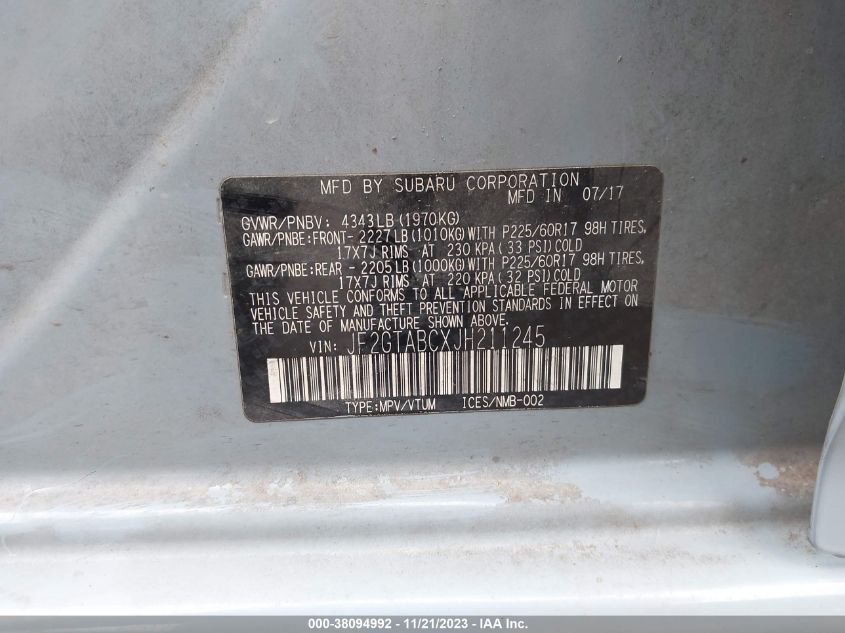 MFD BY SUBARU CORPORATION
MFD IN 07/17
GVWR/PNBV: 4343LB(1970KG)
GAWR/PNBE:FRONT- 2227LB(1010KG)WITH P225/60R17 98H TIRES,
17X7J RIMS AT 230 KPA(33 PSI)COLD
GAWR/PNBE:REAR - 2205LB(1000KG)WITH P225/60R17 98H TIRES,
17X7J RIMS AT 220 KPA(32 PSI)COLD
THIS VEHICLE CONFORMS TO ALL APPLICABLE FEDERAL MOTOR
VEHICLE SAFETY AND THEFT PREVENTION STANDARDS IN EFFECT ON
THE DATE OF MANUFACTURE SHOWN ABOVE.
VIN: JF2GTABCXJH211245
TYPE:MPV/VTUM ICES/NMB-002
000-38094992 - 11/21/2023 - IAA Inc.